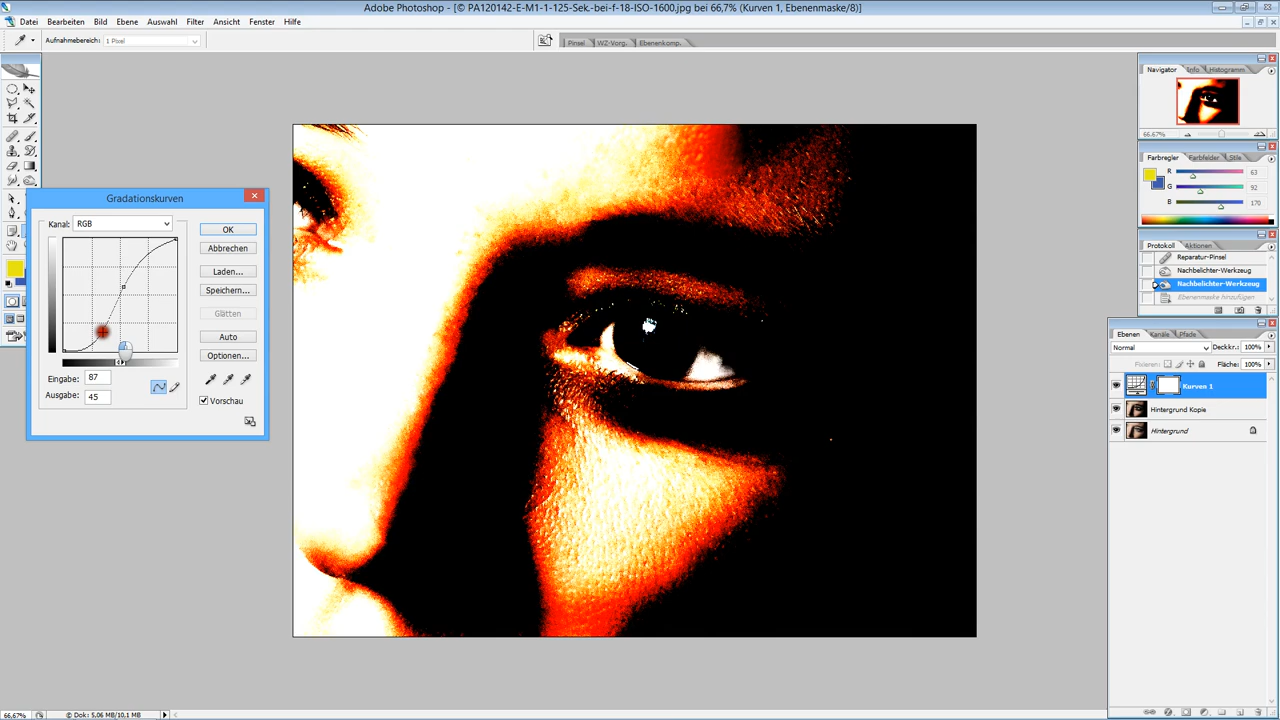 Adobe Photoshop - [© PA120142-E-M1-1-125-Sek.-bei-f-18-ISO-1600.jpg bei 66,7% (Kurven 1, Ebenenmaske/8)]
Datei Bearbeiten Bild Ebene Auswahl Filter Ansicht Fenster Hilfe
Aufnahmebereich: 1 Pixel
Pinsel WZ-Vorg. Ebenenkomp.
Navigator Info Histogramm
66.67%
Farbregler Farbfelder Stile
R 63
G 92
B 170
Protokoll Aktionen
Reparatur-Pinsel
Nachbelichter-Werkzeug
Nachbelichter-Werkzeug
Ebenenmaske hinzufügen
Ebenen Kanäle Pfade
Normal Deckkr.: 100%
Fixieren: Fläche: 100%
Kurven 1
Hintergrund Kopie
Hintergrund
Gradationskurven
Kanal: RGB
OK
Abbrechen
Laden...
Speichern...
Glätten
Auto
Optionen...
Eingabe: 87
Ausgabe: 45
Vorschau
66,67% © Dok: 5,06 MB/10,1 MB